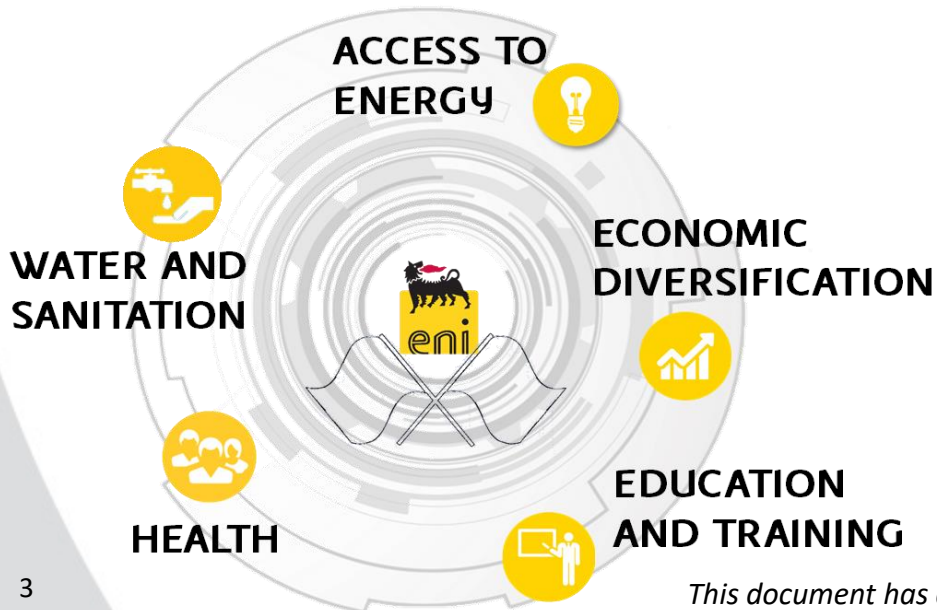 ACCESS TO
ENERGY
WATER AND
SANITATION
ECONOMIC
DIVERSIFICATION
eni
HEALTH
EDUCATION
AND TRAINING
3
This document has